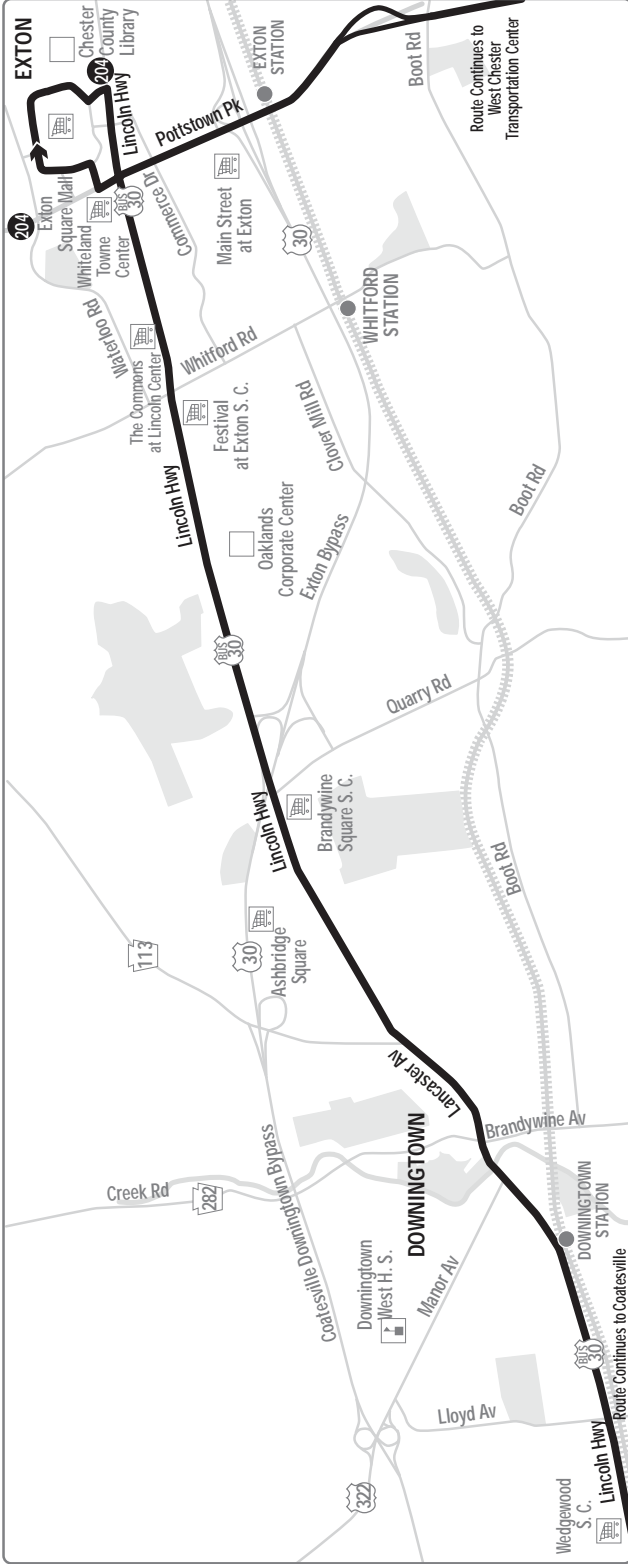 EXTON
Chester
County
Library
204
Lincoln Hwy
Pottstown Pk
EXTON
STATION
Boot Rd
Route Continues to
West Chester
Transportation Center
204
Exton
Square Mall
Whiteland
Towne
Center
BUS
30
Commerce Dr
Main Street
at Exton
30
WHITFORD
STATION
Waterloo Rd
The Commons
at Lincoln Center
Whitford Rd
Festival
at Exton S. C.
Clover Mill Rd
Lincoln Hwy
Oaklands
Corporate Center
Exton Bypass
Boot Rd
BUS
30
Quarry Rd
Lincoln Hwy
Brandywine
Square S. C.
Boot Rd
113
30
Ashbridge
Square
Lancaster Av
Brandywine Av
DOWNINGTOWN
Creek Rd
282
Coatesville Downingtown Bypass
Downingtown
West H. S.
Manor Av
DOWNINGTOWN
STATION
BUS
30
Route Continues to Coatesville
Lloyd Av
322
Lincoln Hwy
Wedgewood
S. C.